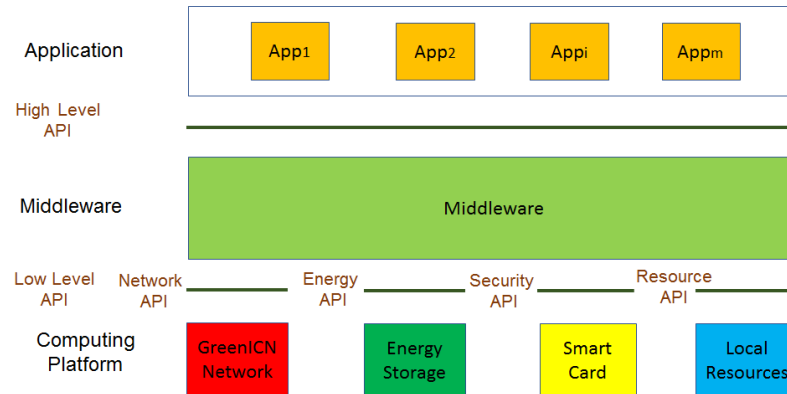 Application
App1
App2
Appi
Appm
High Level
API
Middleware
Middleware
Low Level
API
Network
API
Energy
API
Security
API
Resource
API
Computing
Platform
GreenICN
Network
Energy
Storage
Smart
Card
Local
Resources